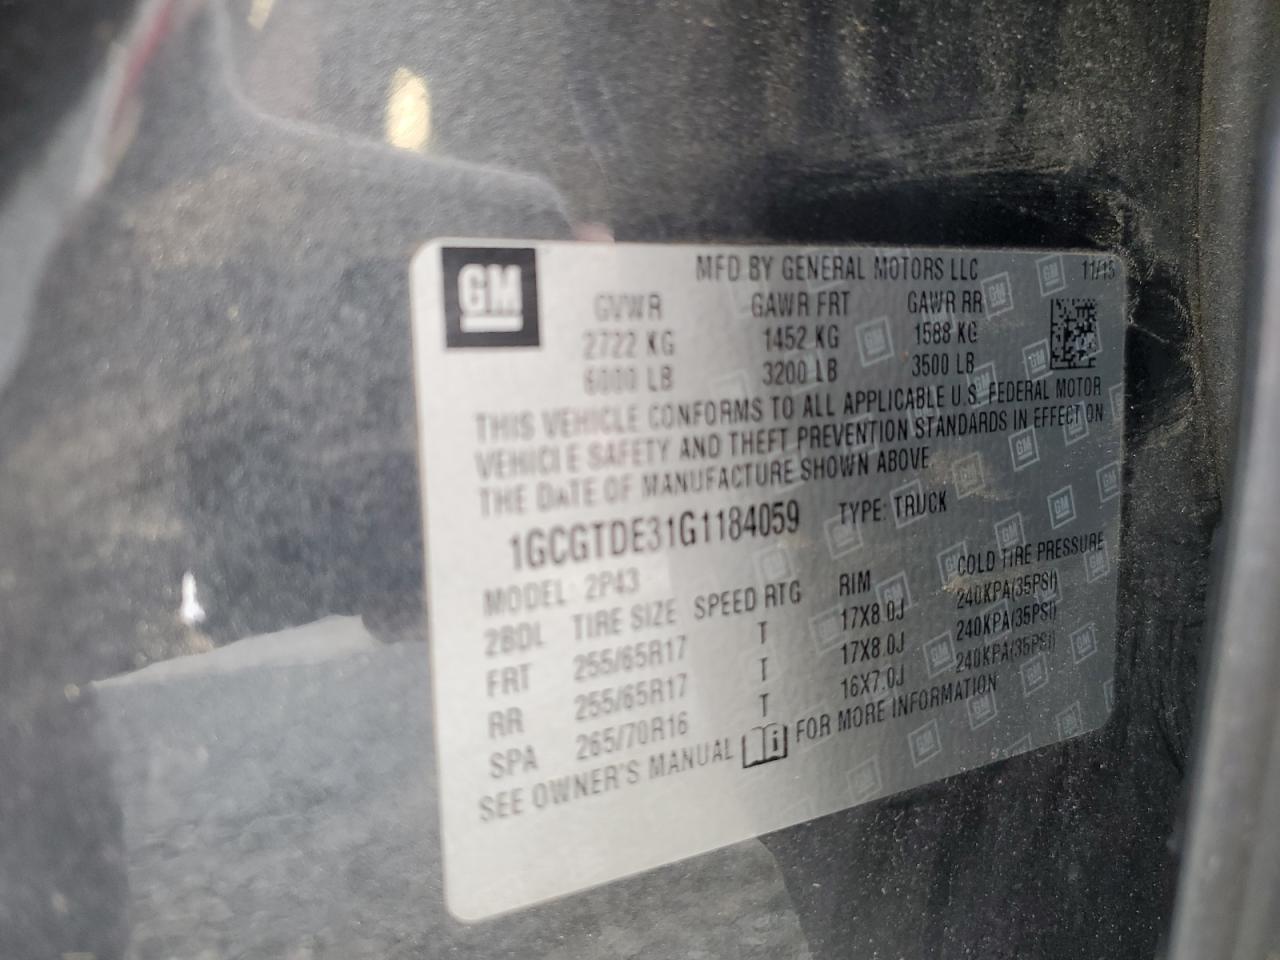 GM
MFD BY GENERAL MOTORS LLC 11/15
GVWR GAWR FRT GAWR RR
2722 KG 1452 KG 1588 KG
6000 LB 3200 LB 3500 LB
THIS VEHICLE CONFORMS TO ALL APPLICABLE U.S. FEDERAL MOTOR
VEHICLE SAFETY AND THEFT PREVENTION STANDARDS IN EFFECT ON
THE DATE OF MANUFACTURE SHOWN ABOVE
1GCGTDE31G1184059 TYPE: TRUCK
MODEL: 2P43
2BDL TIRE SIZE SPEED RTG RIM COLD TIRE PRESSURE
FRT 255/65R17 T 17X8.0J 240KPA(35PSI)
RR 255/65R17 T 17X8.0J 240KPA(35PSI)
SPA 265/70R16 T 16X7.0J 240KPA(35PSI)
SEE OWNER'S MANUAL FOR MORE INFORMATION